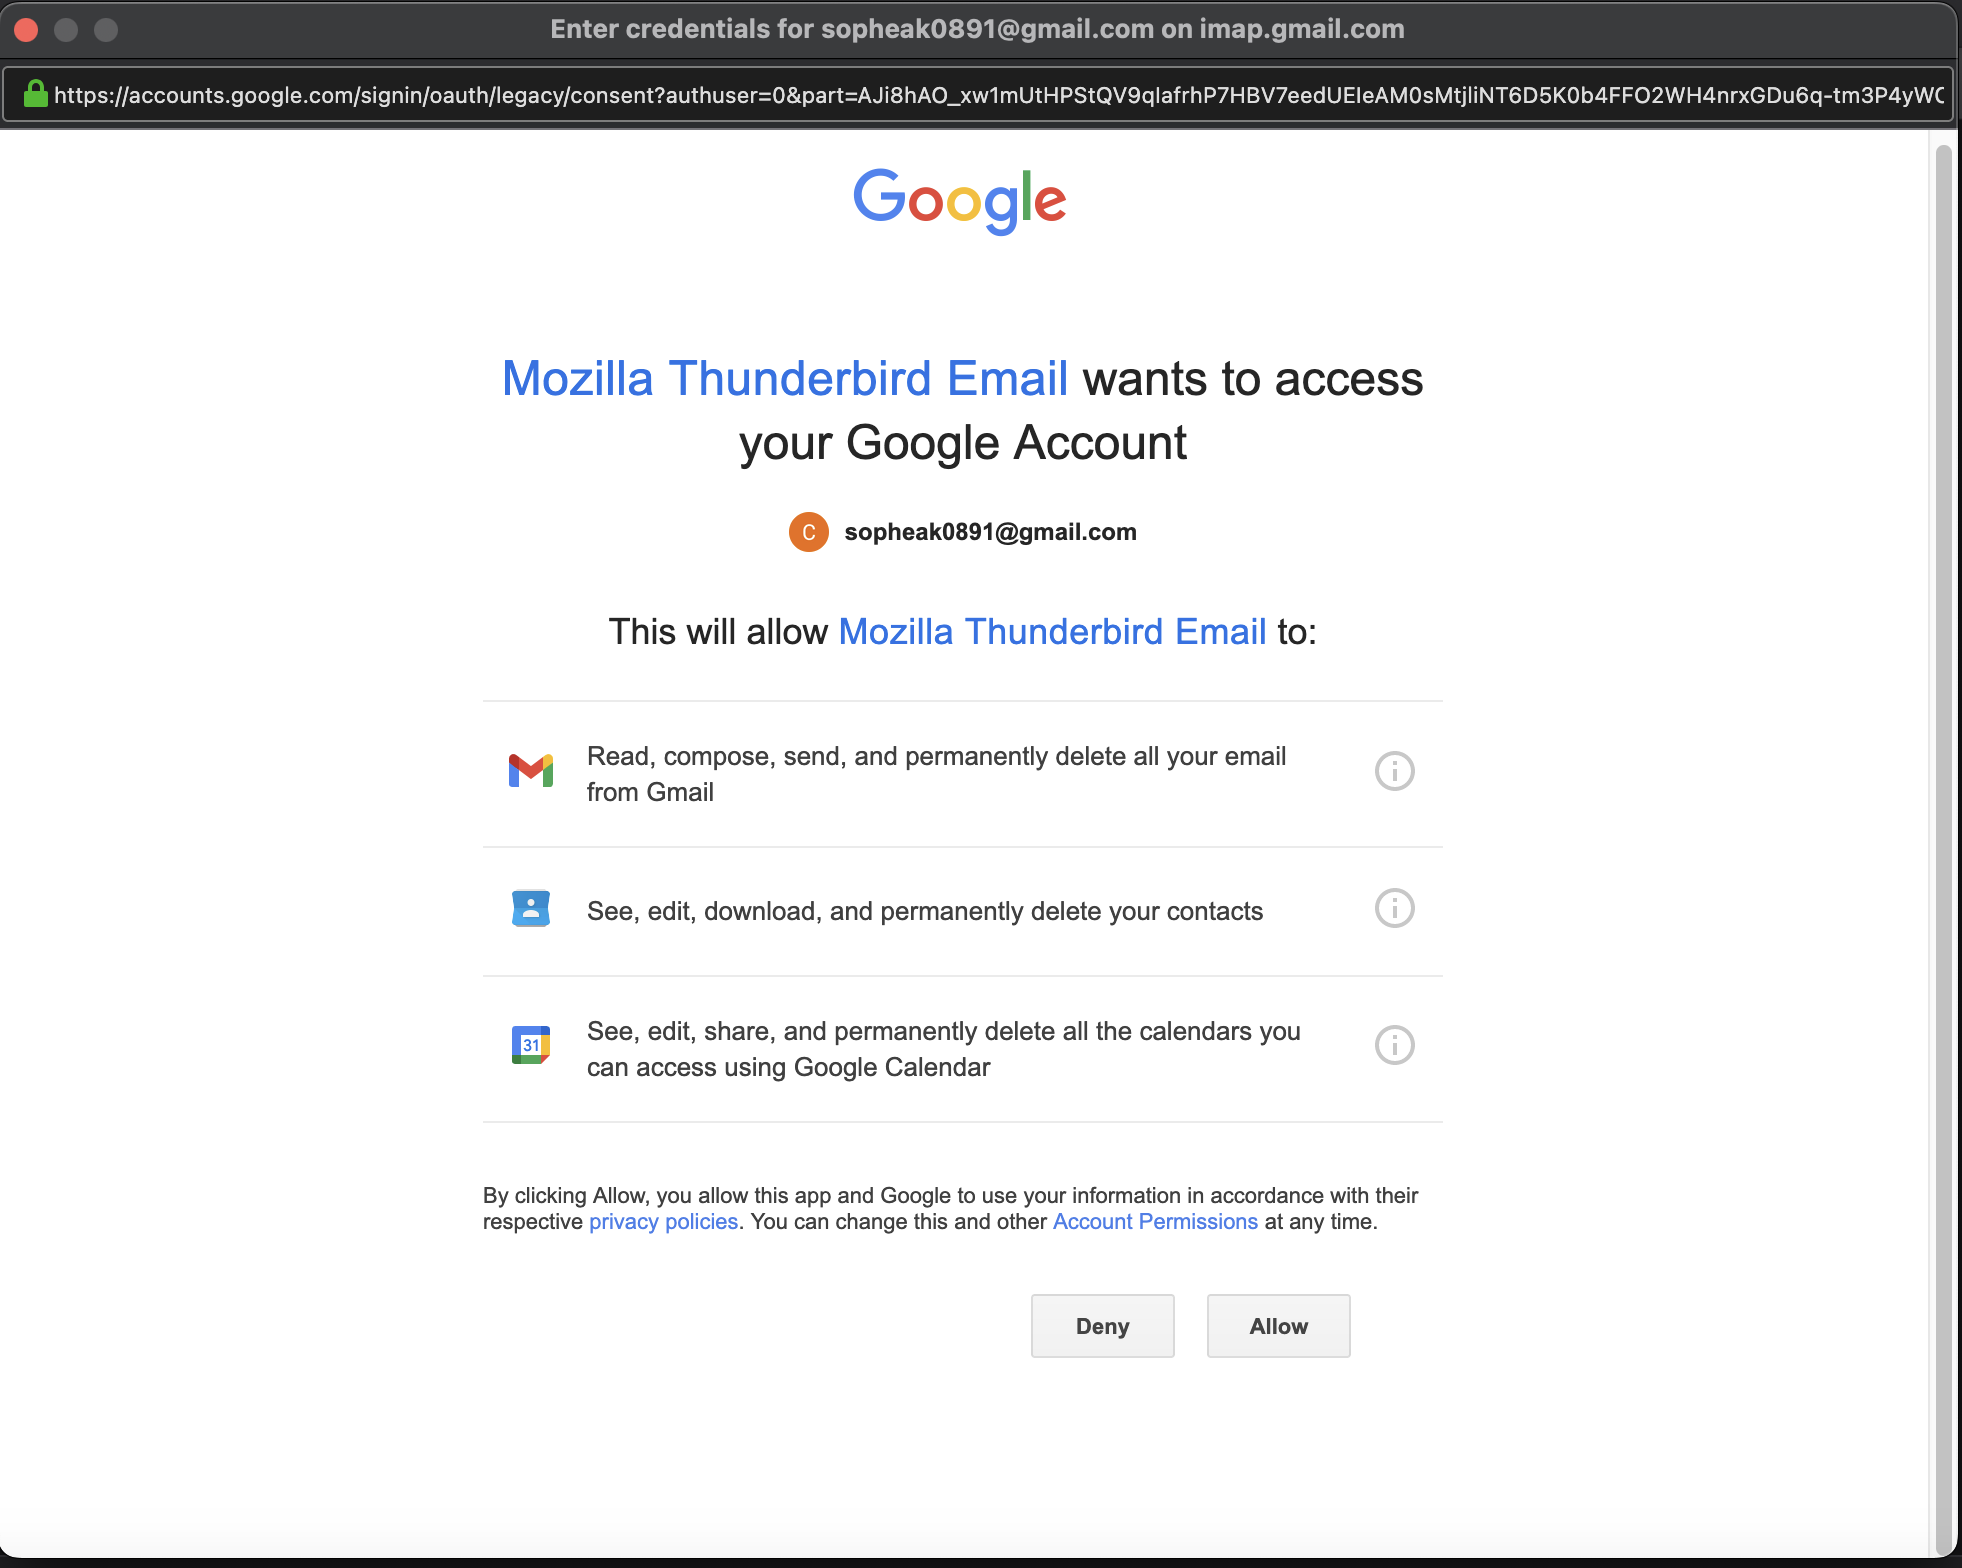 Enter credentials for sopheak0891@gmail.com on imap.gmail.com
https://accounts.google.com/signin/oauth/legacy/consent?authuser=0&part=AJi8hAO_xw1mUtHPStQV9qlafrhP7HBV7eedUEIeAM0sMtjliNT6D5K0b4FFO2WH4nrxGDu6q-tm3P4yWC
Google
Mozilla Thunderbird Email wants to access
your Google Account
C sopheak0891@gmail.com
This will allow Mozilla Thunderbird Email to:
Read, compose, send, and permanently delete all your email
from Gmail
See, edit, download, and permanently delete your contacts
31
See, edit, share, and permanently delete all the calendars you
can access using Google Calendar
By clicking Allow, you allow this app and Google to use your information in accordance with their
respective privacy policies. You can change this and other Account Permissions at any time.
Deny Allow